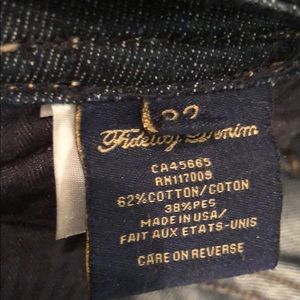 32
Fidelity Denim
CA45665
RN117009
62%COTTON/COTON
38%PES
MADE IN USA/
FAIT AUX ETATS-UNIS
CARE ON REVERSE